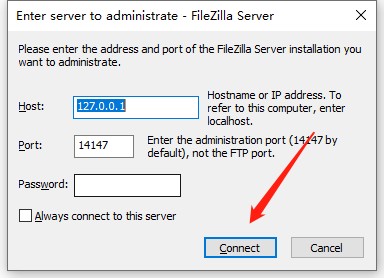 Enter server to administrate - FileZilla Server
Please enter the address and port of the FileZilla Server installation you
want to administrate.
Host: 127.0.0.1 Hostname or IP address. To
refer to this computer, enter
localhost.
Port: 14147 Enter the administration port (14147 by
default), not the FTP port.
Password:
Always connect to this server
Connect Cancel